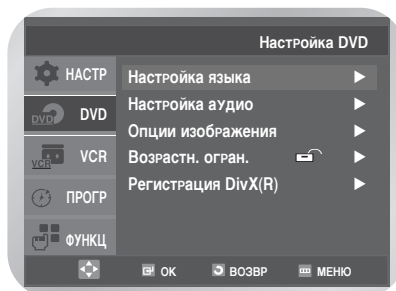 Настройка DVD
НАСТР
DVD
DVD
VCR
VCR
ПРОГР
ФУНКЦ
Настройка языка ►
Настройка аудио ►
Опции изображения ►
Возрастн. огран. ►
Регистрация DivX(R) ►
ОК ВОЗВР МЕНЮ